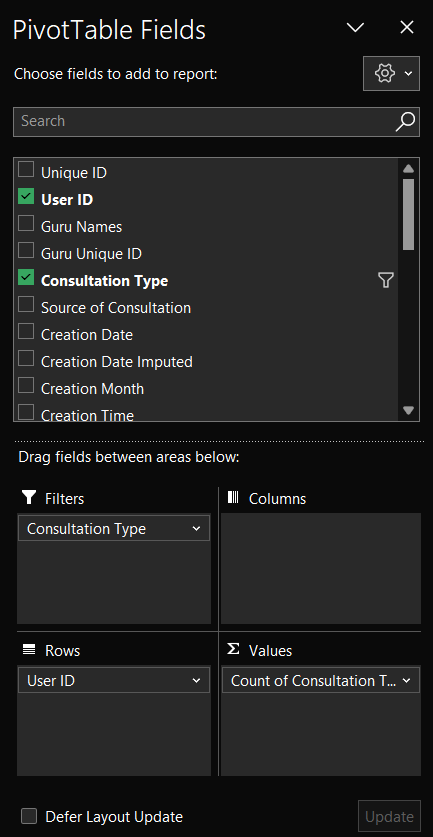 PivotTable Fields
Choose fields to add to report:
Search
Unique ID
User ID
Guru Names
Guru Unique ID
Consultation Type
Source of Consultation
Creation Date
Creation Date Imputed
Creation Month
Creation Time
Drag fields between areas below:
Filters
Columns
Consultation Type
Rows
Values
User ID
Count of Consultation T...
Defer Layout Update
Update